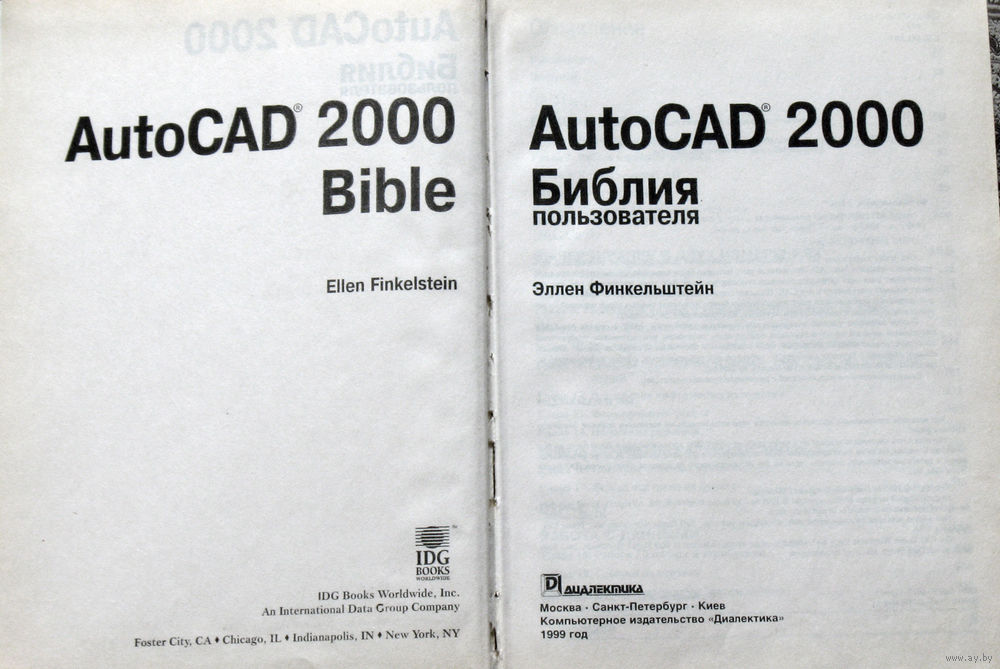 AutoCAD® 2000
Bible
Ellen Finkelstein
IDG
BOOKS
WORLDWIDE
™
IDG Books Worldwide, Inc.
An International Data Group Company
Foster City, CA ♦ Chicago, IL ♦ Indianapolis, IN ♦ New York, NY
AutoCAD® 2000
Библия
пользователя
Эллен Финкельштейн
ДИАЛЕКТИКА
Москва · Санкт-Петербург · Киев
Компьютерное издательство «Диалектика»
1999 год
www.ay.by